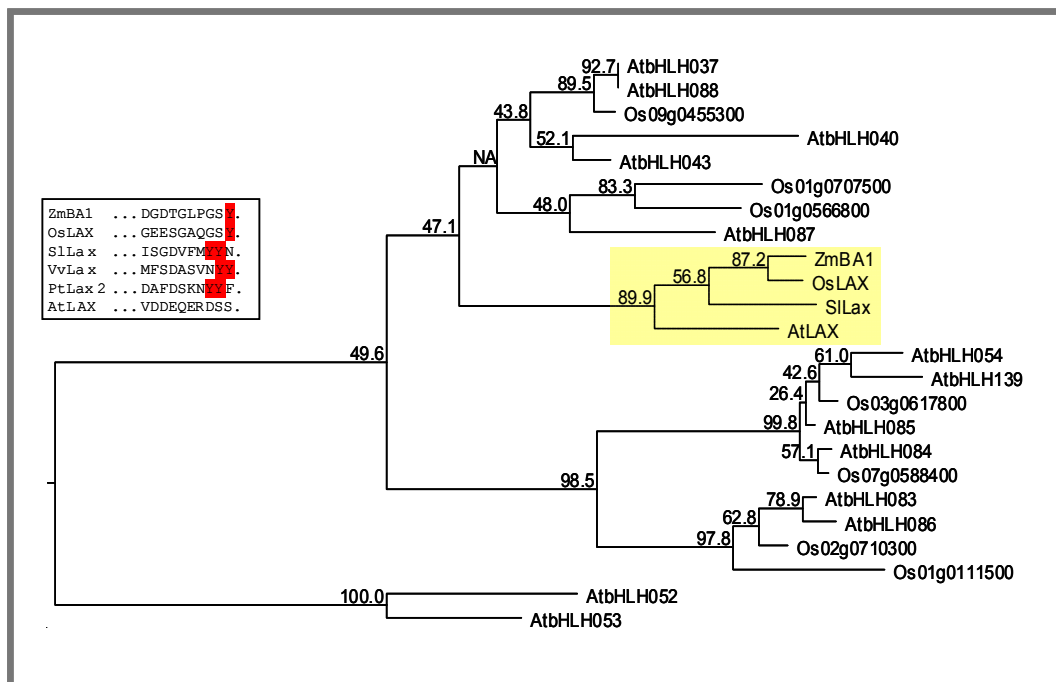 92.7
AtbHLH037
89.5
AtbHLH088
43.8
Os09g0455300
52.1
AtbHLH040
NA
AtbHLH043
83.3
Os01g0707500
48.0
Os01g0566800
47.1
AtbHLH087
87.2
ZmBA1
56.8
OsLAX
89.9
SlLax
AtLAX
49.6
61.0
AtbHLH054
42.6
AtbHLH139
26.4
Os03g0617800
99.8
AtbHLH085
57.1
AtbHLH084
Os07g0588400
98.5
78.9
AtbHLH083
62.8
AtbHLH086
97.8
Os02g0710300
Os01g0111500
100.0
AtbHLH052
AtbHLH053
ZmBA1 ...DGDTGLPGSY.
OsLAX ...GEESGAQGSY.
SlLax ...ISGDVFMYYN.
VvLax ...MFSDASVNYY.
PtLax2 ..DAFDSKNYYF.
AtLAX ...VDDEQERDSS.